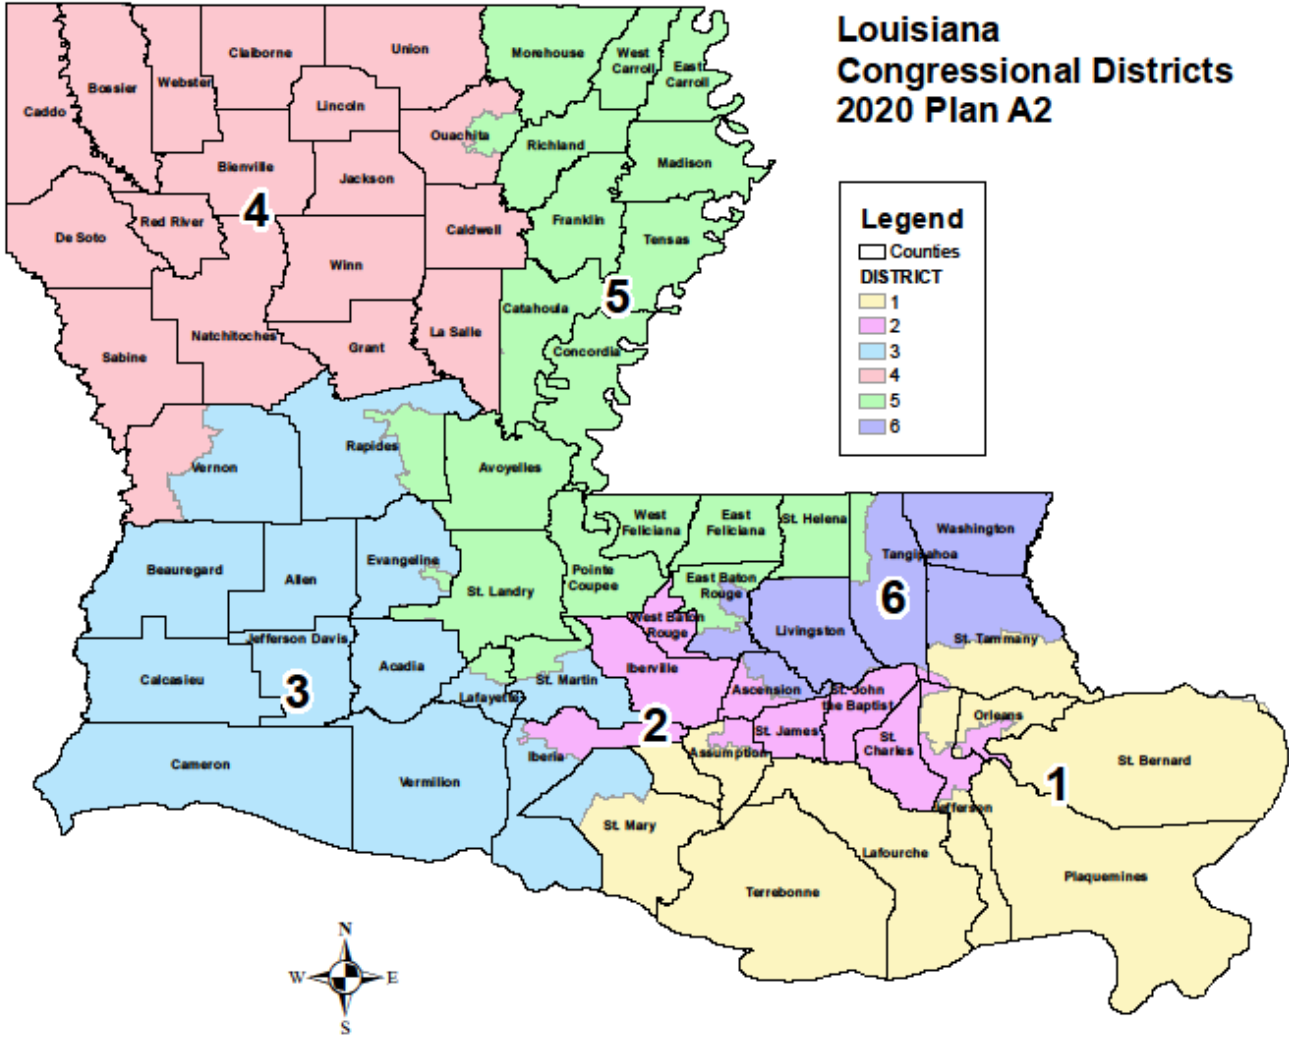 Louisiana
Congressional Districts
2020 Plan A2
Legend
Counties
DISTRICT
1
2
3
4
5
6
Caddo
Bossier
Webster
Claiborne
Union
Lincoln
Morehouse
West
Carroll
East
Carroll
Ouachita
Richland
Madison
Bienville
Jackson
4
Red River
De Soto
Caldwell
Franklin
Tensas
Winn
5
Catahoula
Natchitoches
La Salle
Grant
Sabine
Concordia
Vernon
Rapides
Avoyelles
West
Feliciana
East
Feliciana
St. Helena
Washington
Tangipahoa
Beauregard
Allen
Evangeline
St. Landry
Pointe
Coupee
East Baton
Rouge
6
West Baton
Rouge
Livingston
St. Tammany
Jefferson Davis
Acadia
Calcasieu
3
Lafayette
St. Martin
Iberville
Ascension
St. John
the Baptist
Orleans
2
St. James
St.
Charles
Assumption
Iberia
Cameron
Vermilion
St. Bernard
1
Jefferson
St. Mary
Lafourche
Terrebonne
Plaquemines
N
W
E
S